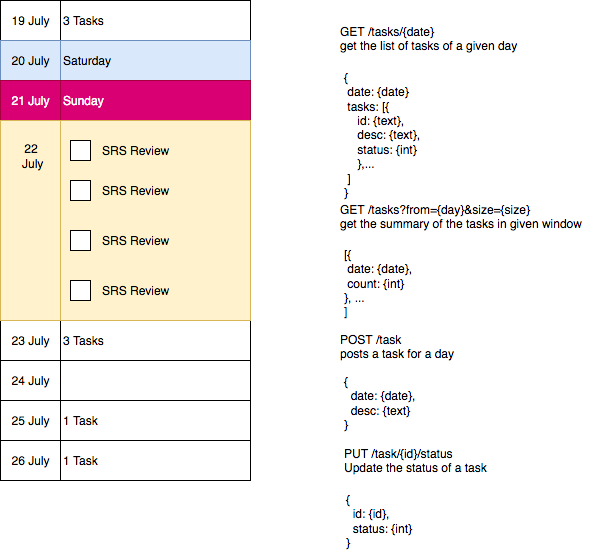 19 July 3 Tasks
20 July Saturday
21 July Sunday
22
July
SRS Review
SRS Review
SRS Review
SRS Review
23 July 3 Tasks
24 July
25 July 1 Task
26 July 1 Task
GET /tasks/{date}
get the list of tasks of a given day
{
date: {date}
tasks: [{
id: {text},
desc: {text},
status: {int}
},...
]
}
GET /tasks?from={day}&size={size}
get the summary of the tasks in given window
[{
date: {date},
count: {int}
}, ...
]
POST /task
posts a task for a day
{
date: {date},
desc: {text}
}
PUT /task/{id}/status
Update the status of a task
{
id: {id},
status: {int}
}